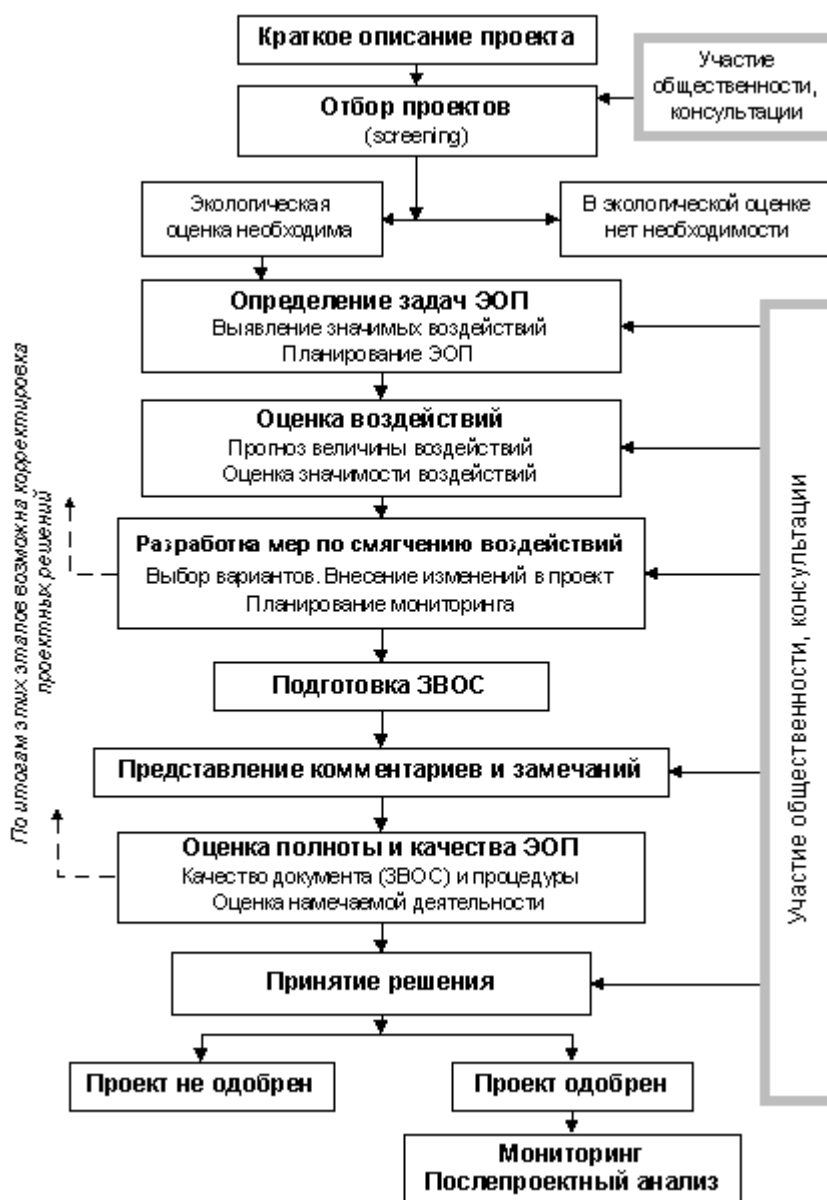 Краткое описание проекта
Участие
общественности,
консультации
Отбор проектов
(screening)
Экологическая
оценка необходима
В экологической оценке
нет необходимости
Определение задач ЭОП
Выявление значимых воздействий
Планирование ЭОП
Оценка воздействий
Прогноз величины воздействий
Оценка значимости воздействий
Разработка мер по смягчению воздействий
Выбор вариантов. Внесение изменений в проект
Планирование мониторинга
Подготовка ЗВОС
Представление комментариев и замечаний
Оценка полноты и качества ЭОП
Качество документа (ЗВОС) и процедуры
Оценка намечаемой деятельности
Принятие решения
Проект не одобрен
Проект одобрен
Мониторинг
Послепроектный анализ
По итогам этих этапов возможна корректировка
проектных решений
Участие общественности, консультации